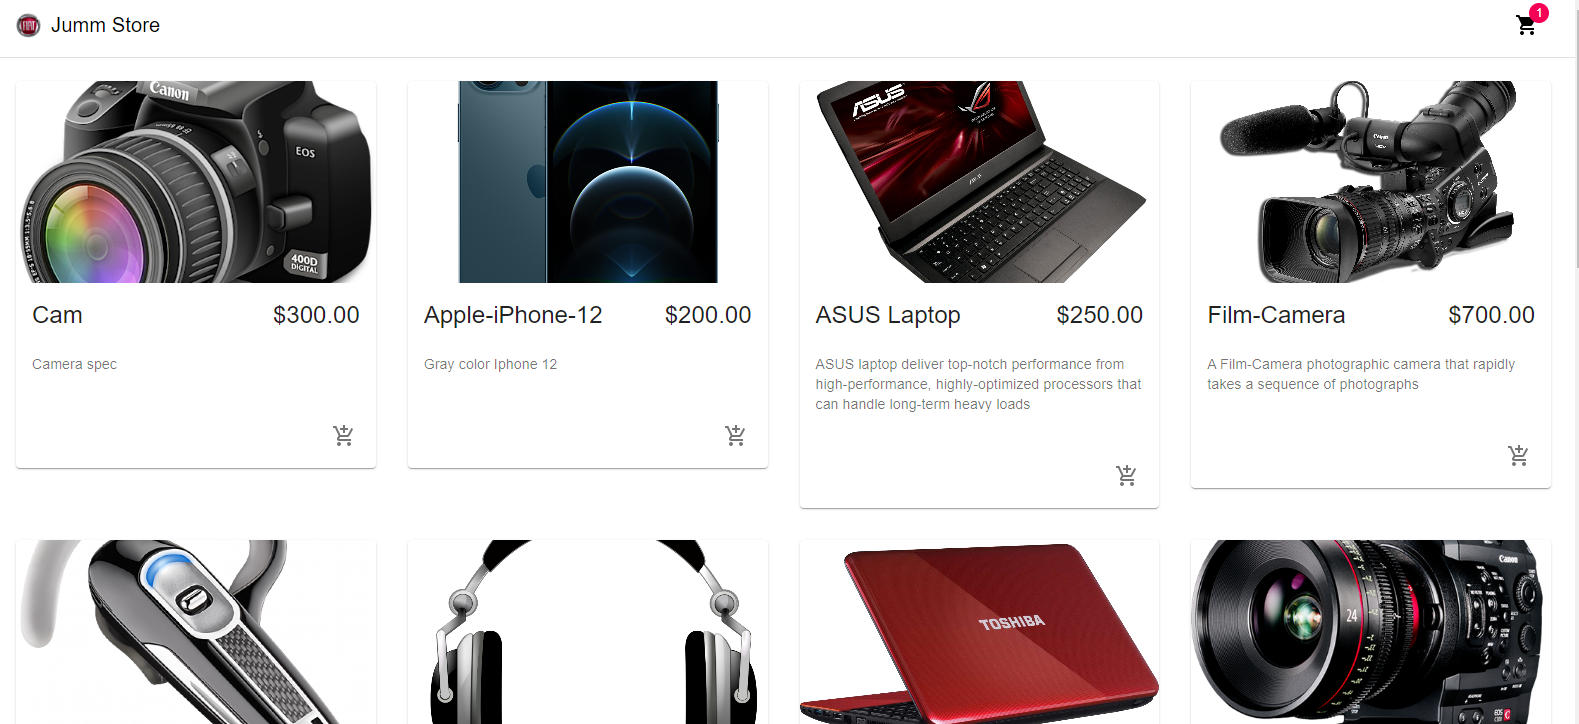 FIAT
Jumm Store
1
Canon
EOS
400D
DIGITAL
Cam
$300.00
Camera spec
Apple-iPhone-12
$200.00
Gray color Iphone 12
ASUS
ASUS Laptop
$250.00
ASUS laptop deliver top-notch performance from
high-performance, highly-optimized processors that
can handle long-term heavy loads
Canon
Film-Camera
$700.00
A Film-Camera photographic camera that rapidly
takes a sequence of photographs
TOSHIBA
Canon
24
EOS